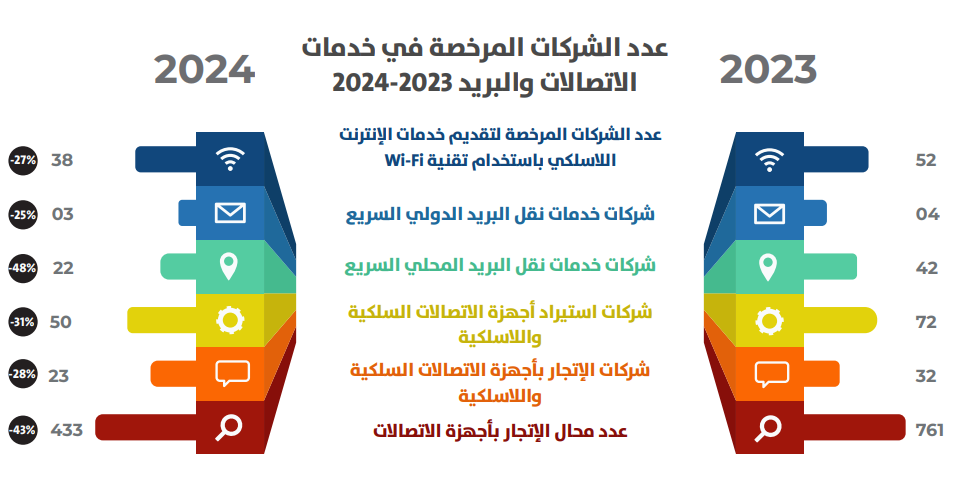 عدد الشركات المرخصة في خدمات
الاتصالات والبريد 2023-2024
2023
2024
عدد الشركات المرخصة لتقديم خدمات الإنترنت
اللاسلكي باستخدام تقنية Wi-Fi
52
38
-27%
شركات خدمات نقل البريد الدولي السريع
04
03
-25%
شركات خدمات نقل البريد المحلي السريع
42
22
-48%
شركات استيراد أجهزة الاتصالات السلكية
واللاسلكية
72
50
-31%
شركات الإتجار بأجهزة الاتصالات السلكية
واللاسلكية
32
23
-28%
عدد محال الإتجار بأجهزة الاتصالات
761
433
-43%